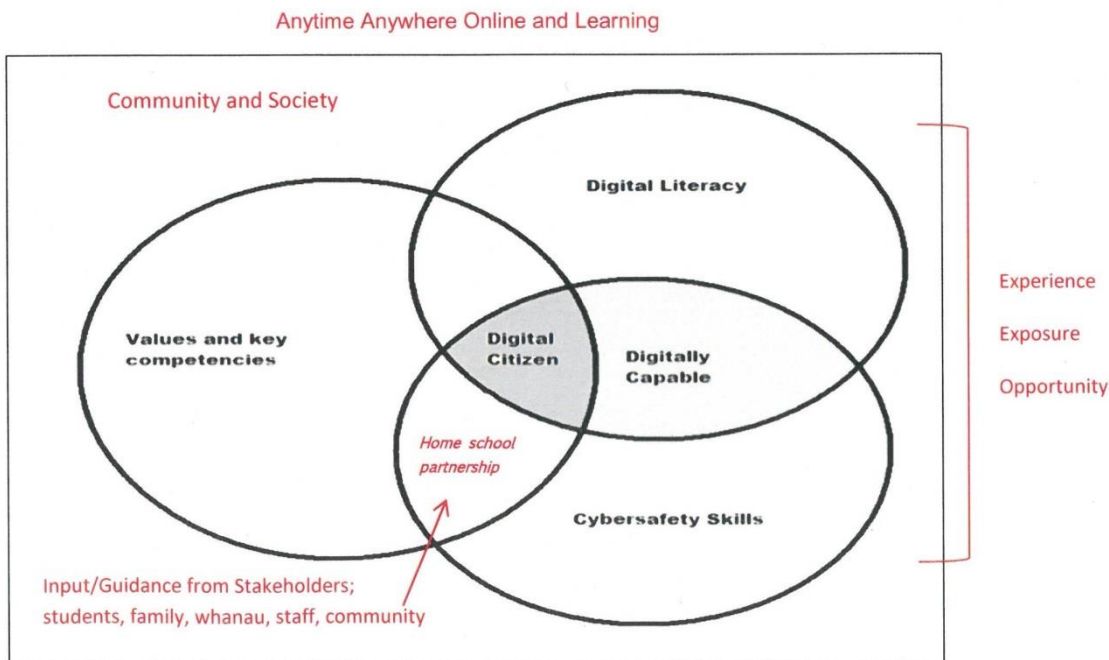 Anytime Anywhere Online and Learning
Community and Society
Digital Literacy
Values and key
competencies
Digital
Citizen
Digitally
Capable
Experience
Exposure
Opportunity
Home school
partnership
Cybersafety Skills
Input/Guidance from Stakeholders;
students, family, whanau, staff, community